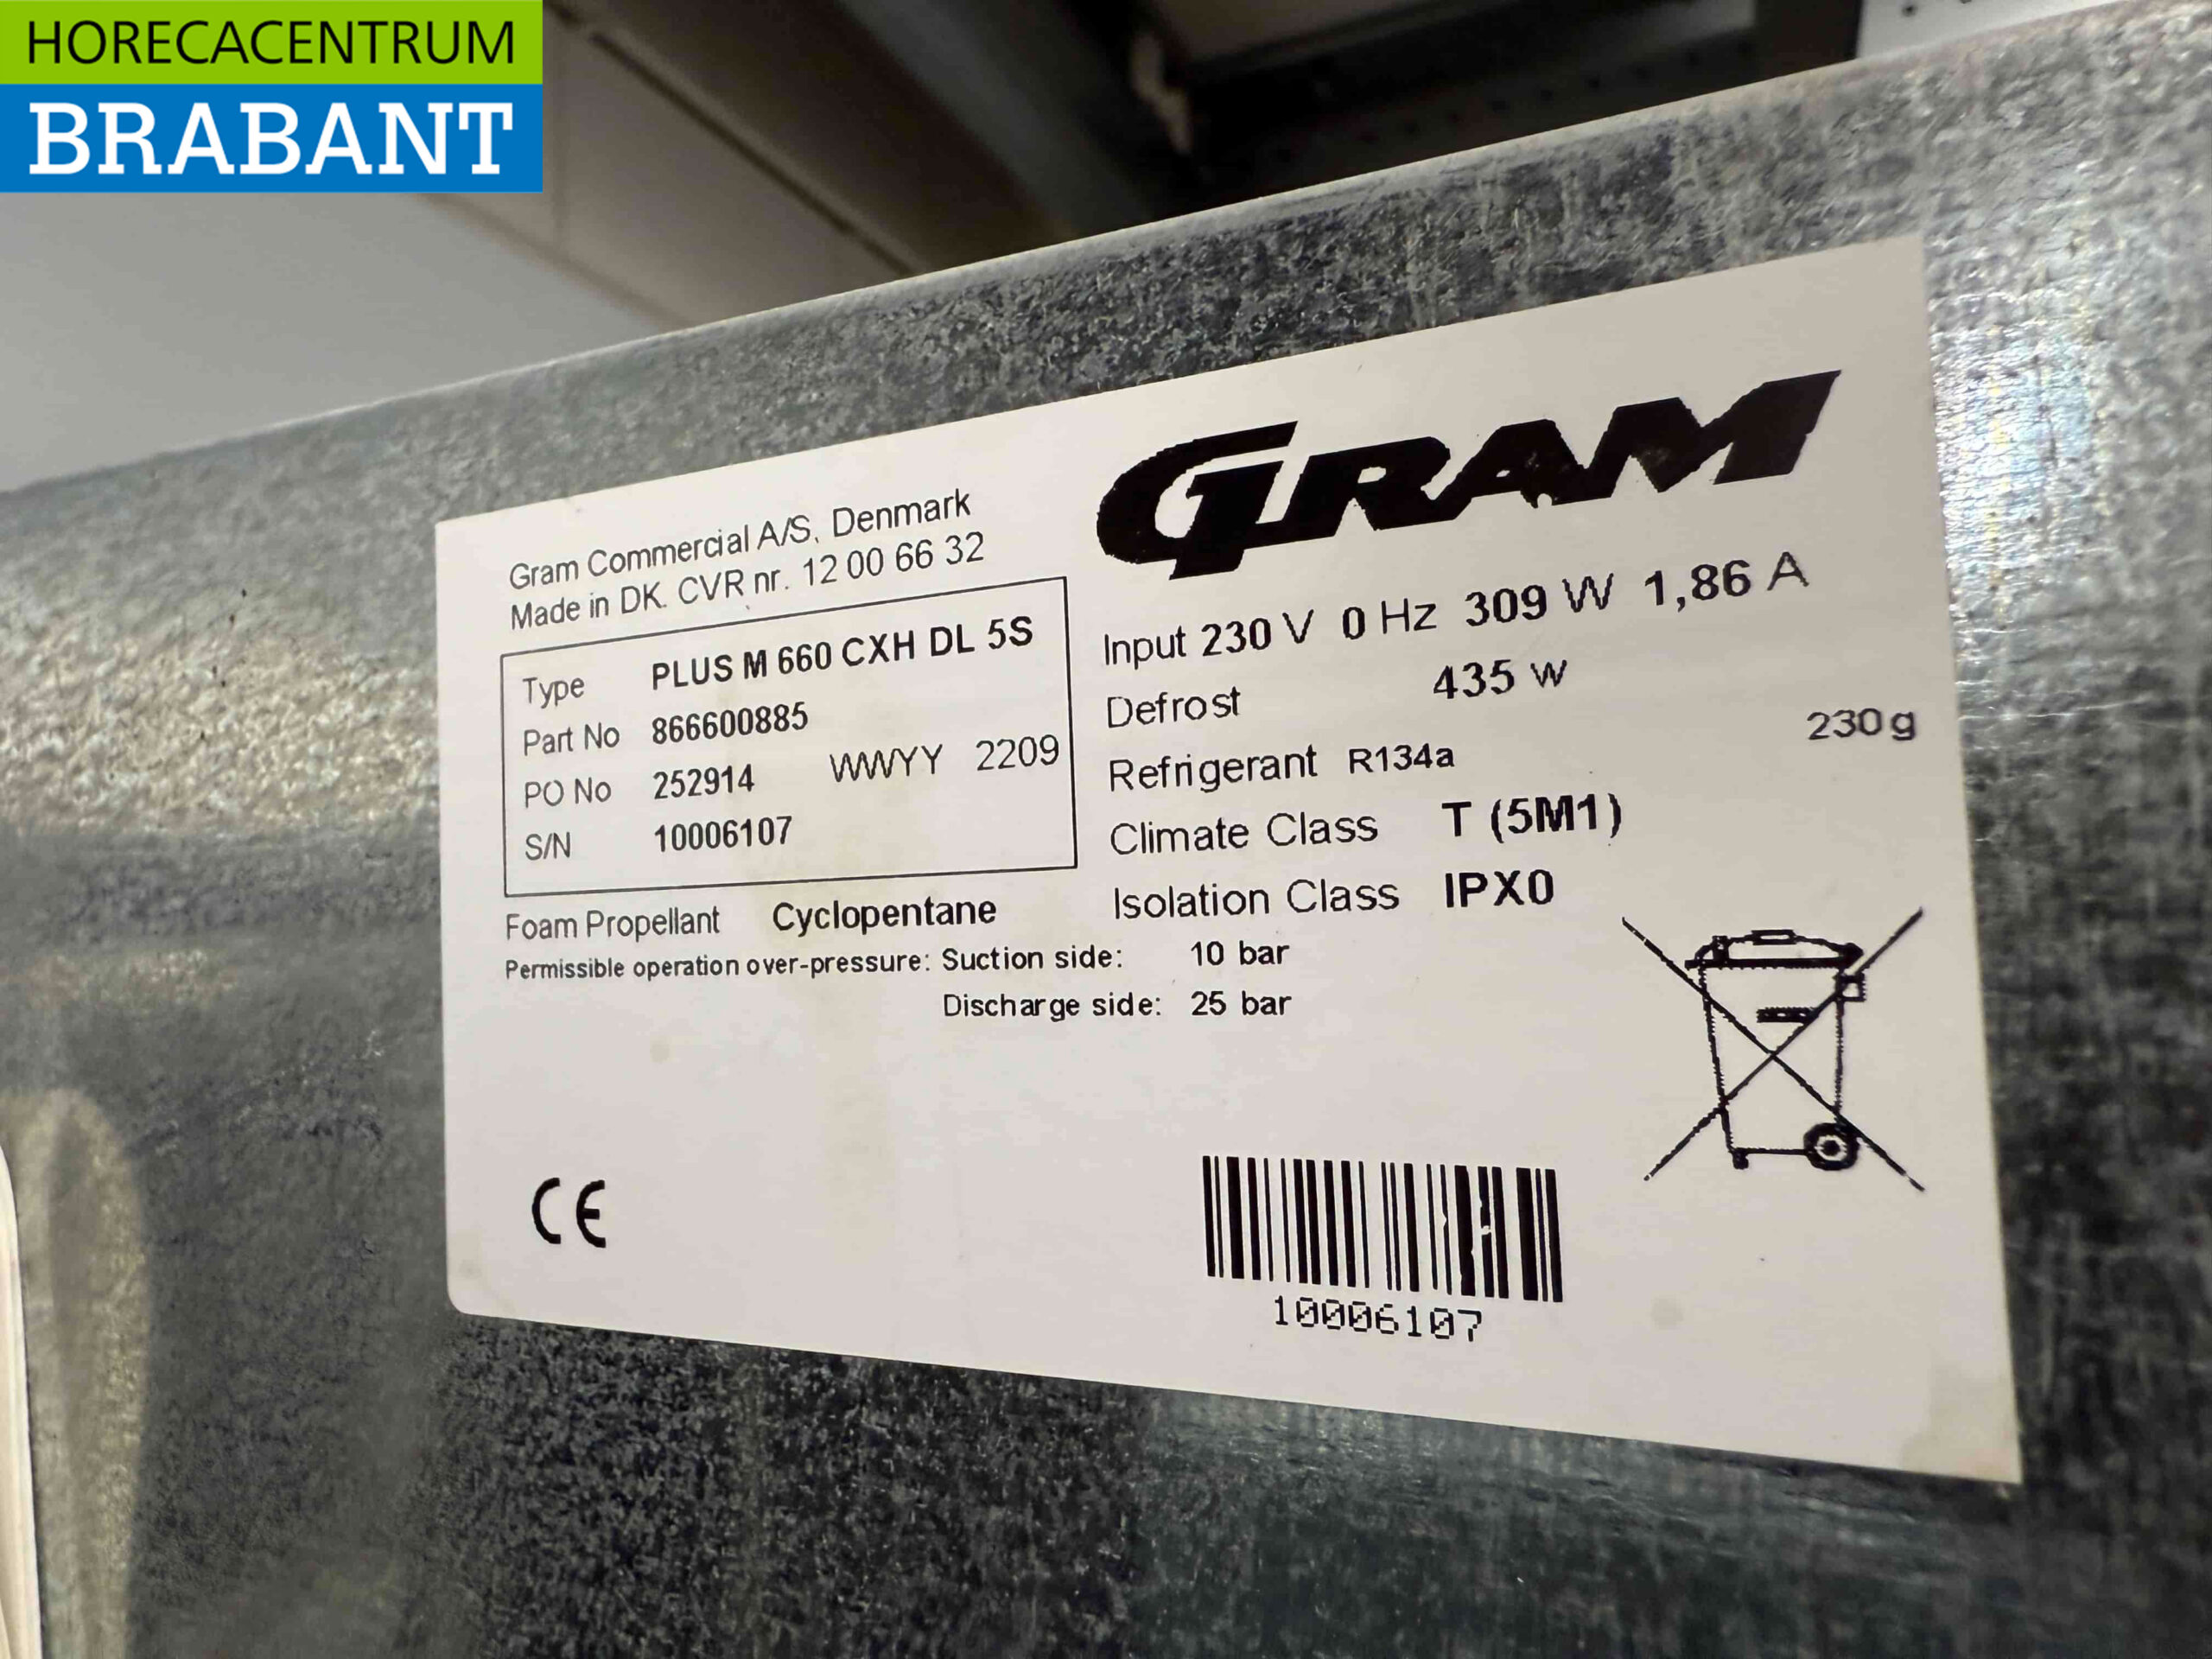 HORECACENTRUM
BRABANT
GRAM
Gram Commercial A/S, Denmark
Made in DK. CVR nr. 12 00 66 32
Type PLUS M 660 CXH DL 5S
Part No 866600885
PO No 252914 WWYY 2209
S/N 10006107
Input 230 V 0 Hz 309 W 1,86 A
Defrost 435 W
230g
Refrigerant R134a
Climate Class T (5M1)
Isolation Class IPX0
Foam Propellant Cyclopentane
Permissible operation over-pressure: Suction side: 10 bar
Discharge side: 25 bar
CE
10006107